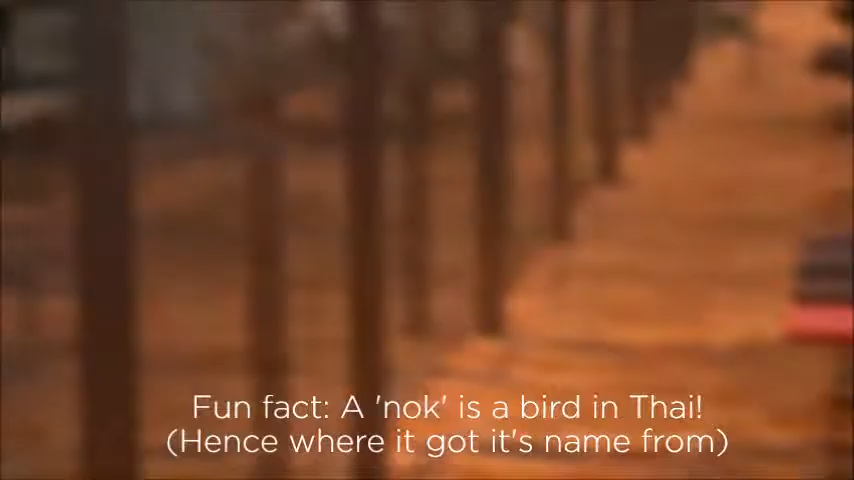 Fun fact: A 'nok' is a bird in Thai!
(Hence where it got it's name from)